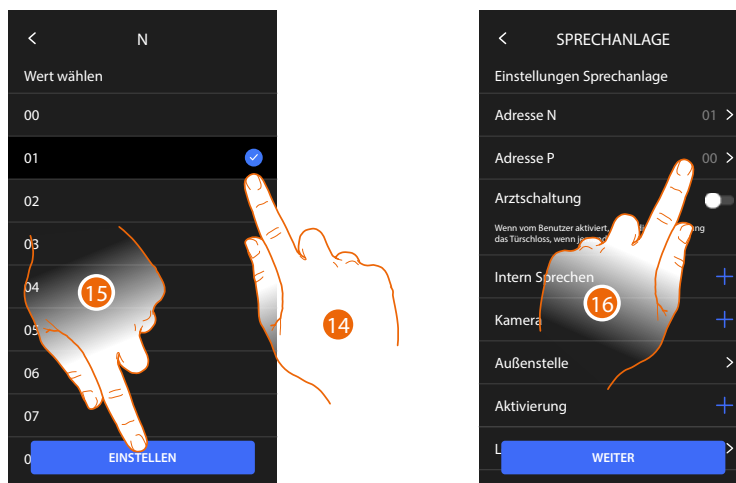 N
Wert wählen
00
01
02
03
04
15
05
06
07
0
EINSTELLEN
14
SPRECHANLAGE
Einstellungen Sprechanlage
Adresse N 01
Adresse P 00
Arztschaltung
Wenn vom Benutzer aktiviert,
das Türschloss, wenn
Intern Sprechen
16
Kamera
Außenstelle
Aktivierung
L
WEITER